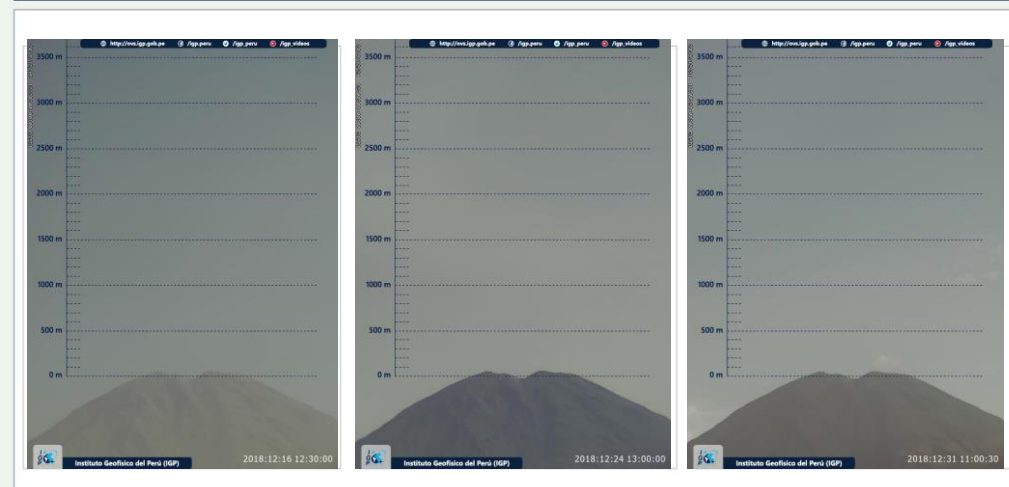 http://ovs.igp.gob.pe /igp.peru /igp_peru /igp_videos
3500 m
3000 m
2500 m
2000 m
1500 m
1000 m
500 m
0 m
Instituto Geofísico del Perú (IGP)
2018:12:16 12:30:00
http://ovs.igp.gob.pe /igp.peru /igp_peru /igp_videos
3500 m
3000 m
2500 m
2000 m
1500 m
1000 m
500 m
0 m
Instituto Geofísico del Perú (IGP)
2018:12:24 13:00:00
http://ovs.igp.gob.pe /igp.peru /igp_peru /igp_videos
3500 m
3000 m
2500 m
2000 m
1500 m
1000 m
500 m
0 m
Instituto Geofísico del Perú (IGP)
2018:12:31 11:00:30